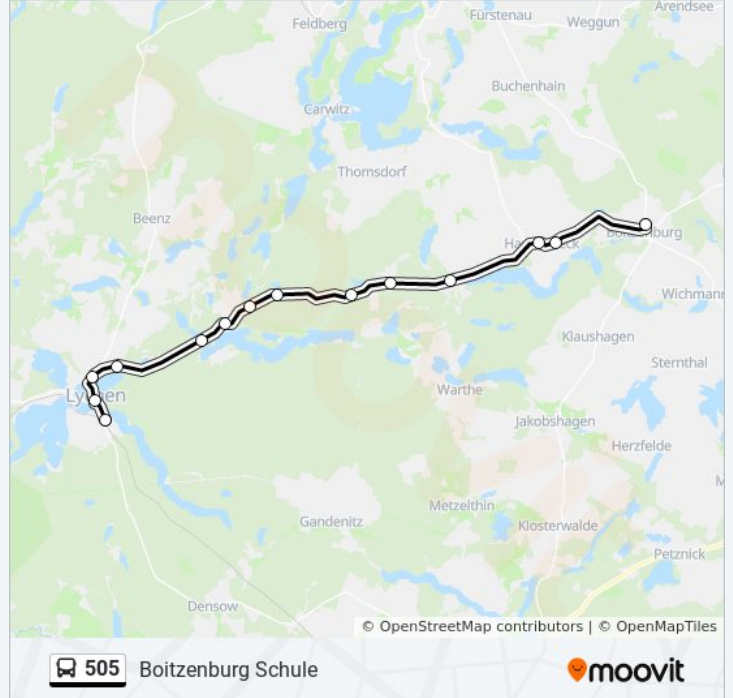 Arendsee
Fürstenau
Feldberg
Weggun
Buchenhain
Carwitz
Thomsdorf
Beenz
Wichmann
Klaushagen
Sternthal
Warthe
Jakobshagen
Herzfelde
Metzelthin
Klosterwalde
Gandenitz
Petznick
Densow
© OpenStreetMap contributors | © OpenMapTiles
505 Boitzenburg Schule
moovit